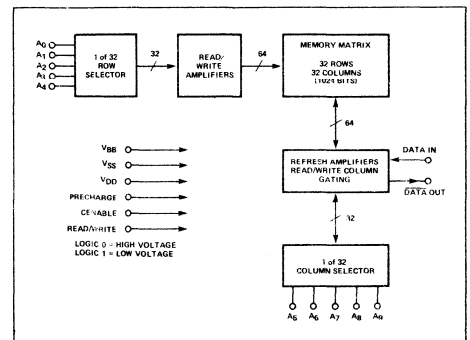 A0
A1
A2
A3
A4
1 of 32
ROW
SELECTOR
32
READ/
WRITE
AMPLIFIERS
64
MEMORY MATRIX
32 ROWS
32 COLUMNS
(1024 BITS)
64
REFRESH AMPLIFIERS
READ/WRITE COLUMN
GATING
DATA IN
DATA OUT
32
1 of 32
COLUMN SELECTOR
A5 A6 A7 A8 A9
VBB
VSS
VDD
PRECHARGE
CENABLE
READ/WRITE
LOGIC 0 = HIGH VOLTAGE
LOGIC 1 = LOW VOLTAGE